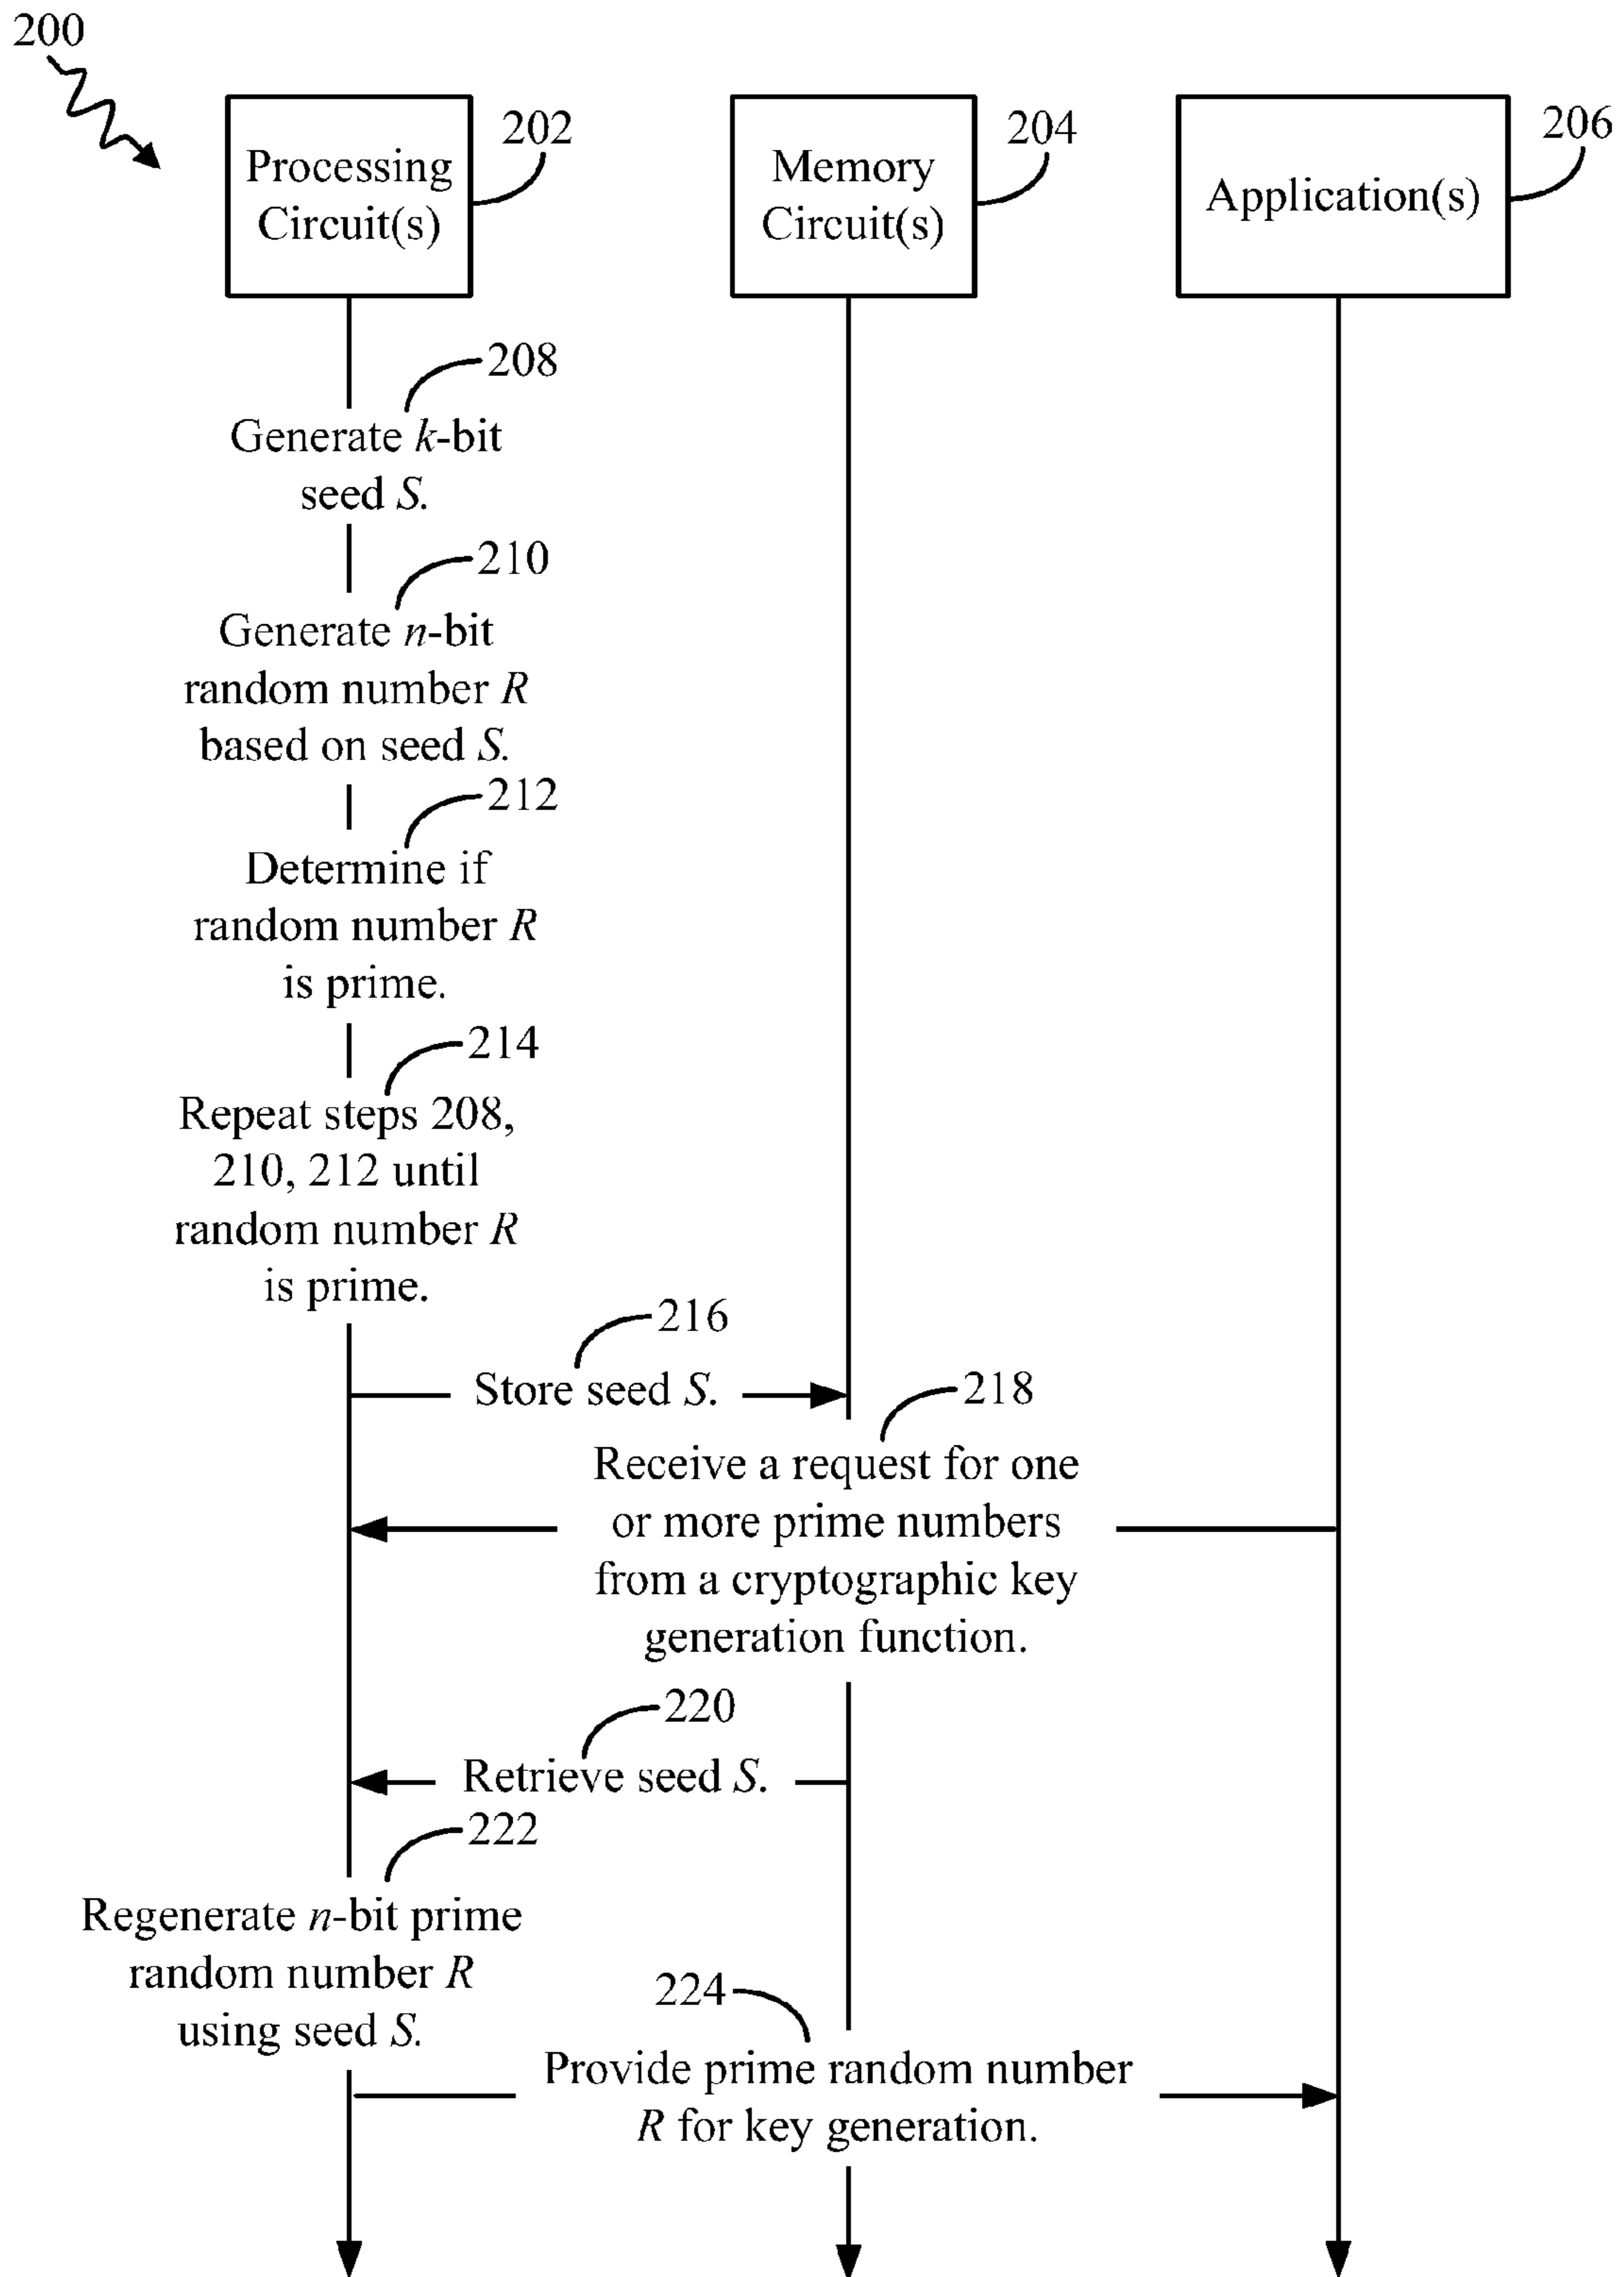 200
202
204
206
Processing
Circuit(s)
Memory
Circuit(s)
Application(s)
208
Generate k-bit
seed S.
210
Generate n-bit
random number R
based on seed S.
212
Determine if
random number R
is prime.
214
Repeat steps 208,
210, 212 until
random number R
is prime.
216
Store seed S.
218
Receive a request for one
or more prime numbers
from a cryptographic key
generation function.
220
Retrieve seed S.
222
Regenerate n-bit prime
random number R
using seed S.
224
Provide prime random number
R for key generation.